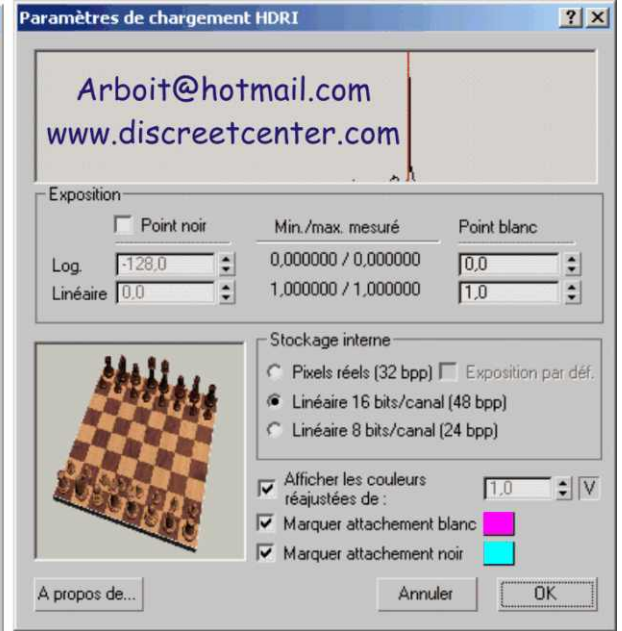 Paramètres de chargement HDRI
Arboit@hotmail.com
www.discreetcenter.com
Exposition
Point noir Min./max. mesuré Point blanc
Log. -128,0 0,000000 / 0,000000 0,0
Linéaire 0,0 1,000000 / 1,000000 1,0
Stockage interne
Pixels réels (32 bpp) Exposition par déf.
Linéaire 16 bits/canal (48 bpp)
Linéaire 8 bits/canal (24 bpp)
Afficher les couleurs
réajustées de : 1,0 V
Marquer attachement blanc
Marquer attachement noir
A propos de... Annuler OK